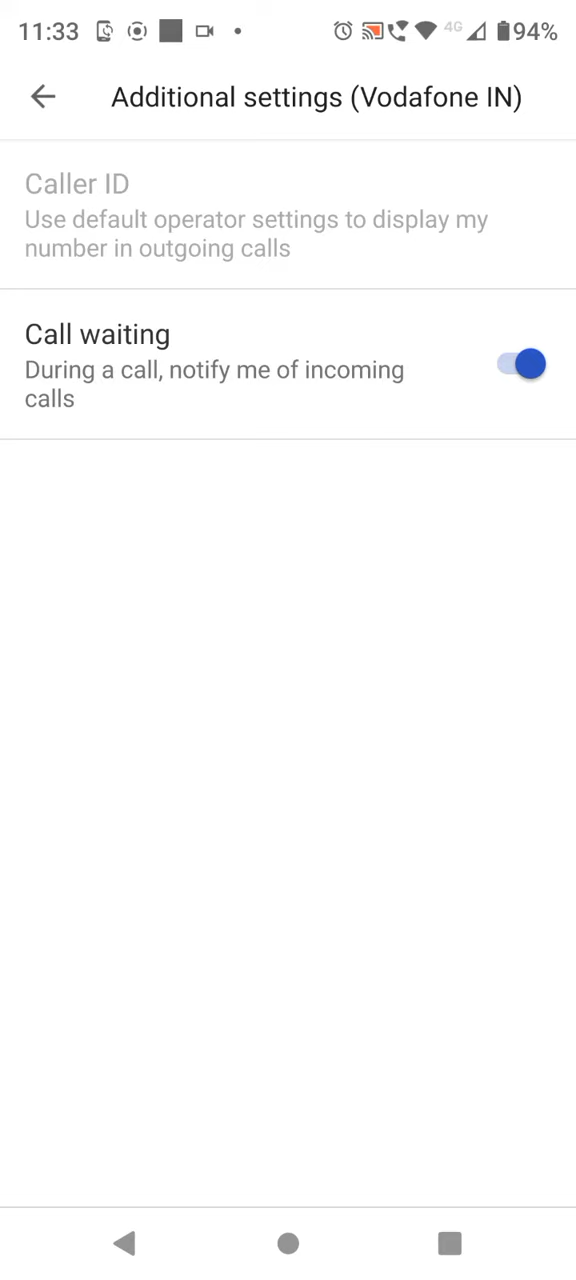 11:33
4G
94%
Additional settings (Vodafone IN)
Caller ID
Use default operator settings to display my
number in outgoing calls
Call waiting
During a call, notify me of incoming
calls